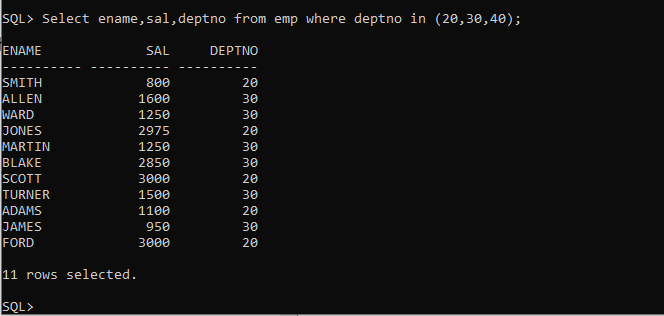 SQL> Select ename,sal,deptno from emp where deptno in (20,30,40);
ENAME             SAL     DEPTNO
---------- ---------- ----------
SMITH             800         20
ALLEN            1600         30
WARD             1250         30
JONES            2975         20
MARTIN           1250         30
BLAKE            2850         30
SCOTT            3000         20
TURNER           1500         30
ADAMS            1100         20
JAMES             950         30
FORD             3000         20
11 rows selected.
SQL>